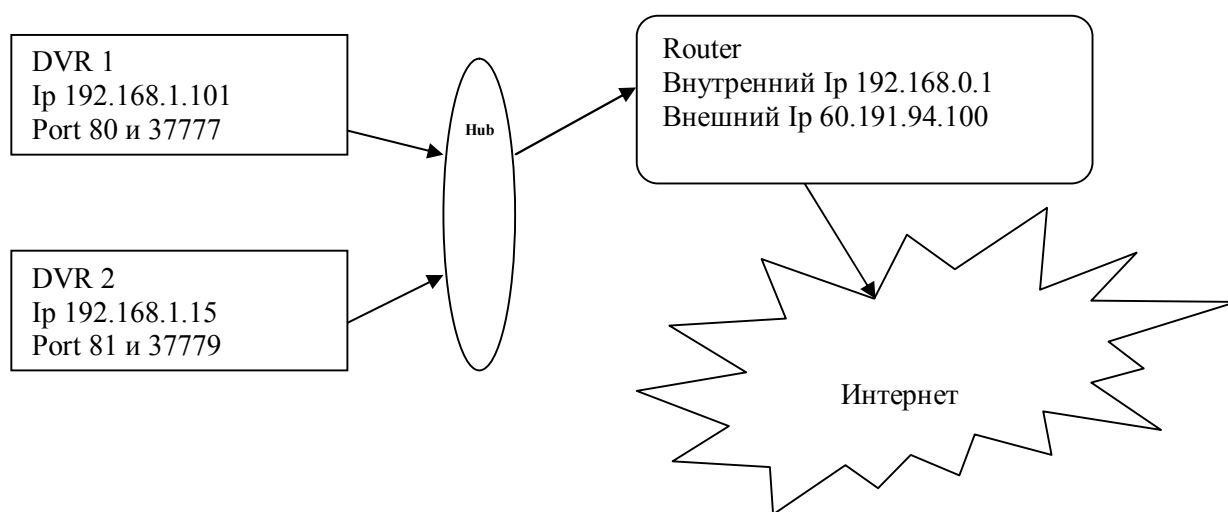 DVR 1
Ip 192.168.1.101
Port 80 и 37777
Hub
Router
Внутренний Ip 192.168.0.1
Внешний Ip 60.191.94.100
DVR 2
Ip 192.168.1.15
Port 81 и 37779
Интернет